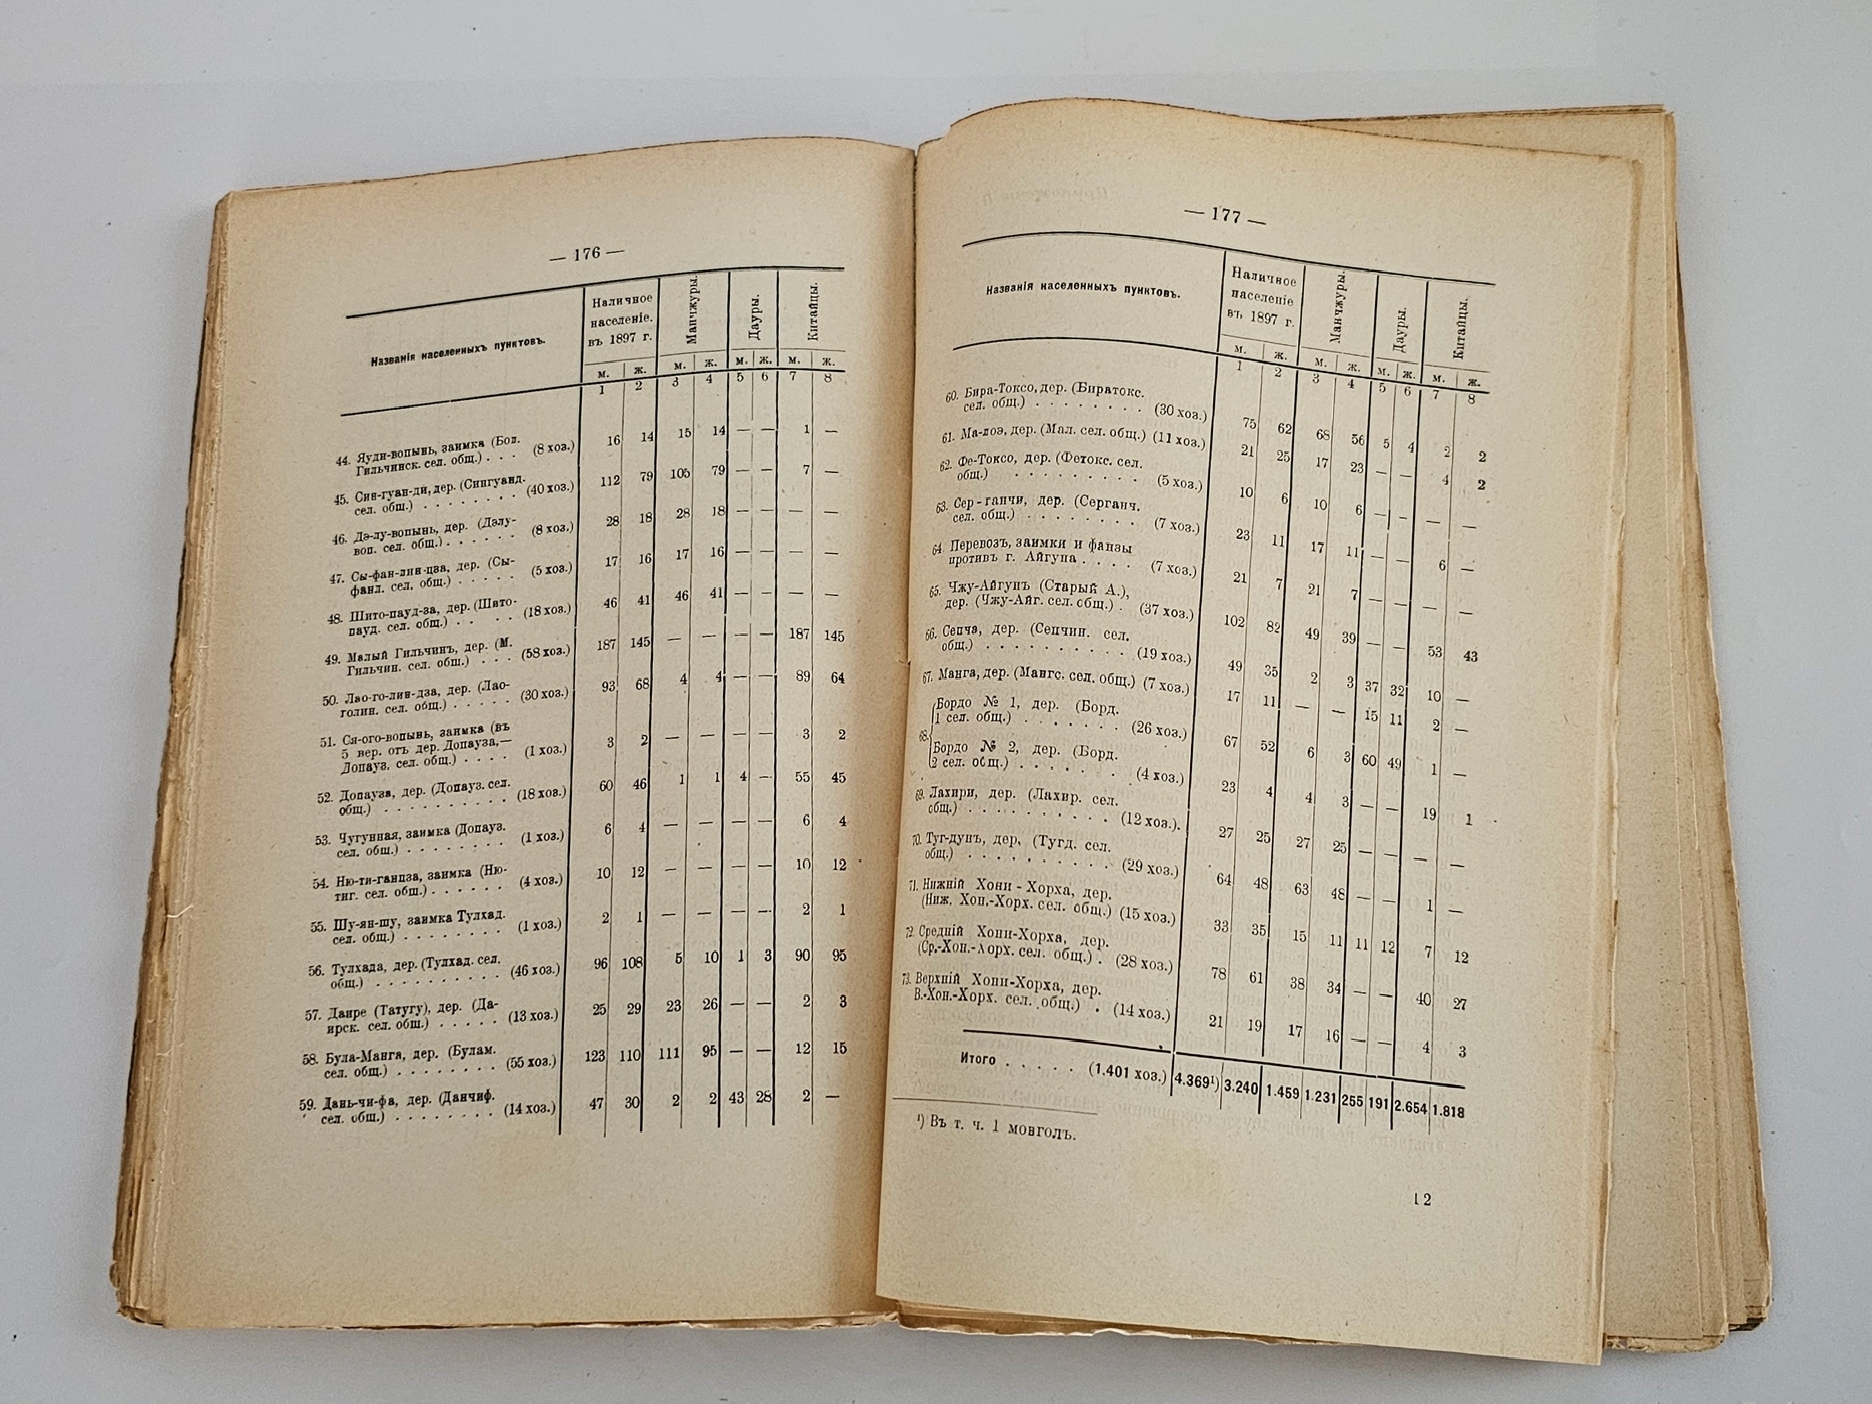 — 176 —
Названія населенныхъ пунктовъ.
Наличное
населеніе.
въ 1897 г.
Манчжуры.
Дауры.
Китайцы.
м. ж. м. ж. м. ж. м. ж.
1 2 3 4 5 6 7 8
44. Яуди-вопынь, заимка (Бол.
Гильчинск. сел. общ.) . . . (8 хоз.) 16 14 15 14 — — 1 —
45. Син-гуан-ди, дер. (Сингуанд.
сел. общ.) . . . . . . . (40 хоз.) 112 79 105 79 — — 7 —
46. Дэ-лу-вопынь, дер. (Дэлу-
воп. сел. общ.) . . . . . . (8 хоз.) 28 18 28 18 — — — —
47. Сы-фан-лин-цза, дер. (Сы-
фанл. сел. общ.) . . . . . (5 хоз.) 17 16 17 16 — — — —
48. Шито-пауд-за, дер. (Шито-
пауд. сел. общ.) . . . . . (18 хоз.) 46 41 46 41 — — — —
49. Малый Гильчинъ, дер. (М.
Гильчин. сел. общ.) . . . (58 хоз.) 187 145 — — — — 187 145
50. Лао-го-лин-дза, дер. (Лао-
голин. сел. общ.) . . . . . (30 хоз.) 93 68 4 4 — — 89 64
51. Ся-ого-вопынь, заимка (въ
5 вер. отъ дер. Допауза,—
Допауз. сел. общ.) . . . . (1 хоз.) 3 2 — — — — 3 2
52. Допауза, дер. (Допауз. сел.
общ.) . . . . . . . . . . (18 хоз.) 60 46 1 1 4 — 55 45
53. Чугунная, заимка (Допауз.
сел. общ.) . . . . . . . . (1 хоз.) 6 4 — — — — 6 4
54. Ню-ти-ганцза, заимка (Ню-
тиг. сел. общ.) . . . . . . (4 хоз.) 10 12 — — — — 10 12
55. Шу-ян-шу, заимка Тулхад.
сел. общ.) . . . . . . . . (1 хоз.) 2 1 — — — — 2 1
56. Тулхада, дер. (Тулхад. сел.
общ.) . . . . . . . . . . (46 хоз.) 96 108 5 10 1 3 90 95
57. Даире (Татугу), дер. (Да-
ирск. сел. общ.) . . . . . (13 хоз.) 25 29 23 26 — — 2 3
58. Була-Манга, дер. (Булам.
сел. общ.) . . . . . . . . (55 хоз.) 123 110 111 95 — — 12 15
59. Дань-чи-фа, дер. (Данчиф.
сел. общ.) . . . . . . . . (14 хоз.) 47 30 2 2 43 28 2 —
— 177 —
Названія населенныхъ пунктовъ.
Наличное
населеніе
въ 1897 г.
Манчжуры.
Дауры.
Китайцы.
м. ж. м. ж. м. ж. м. ж.
1 2 3 4 5 6 7 8
60. Бира-Токсо, дер. (Биратокс.
сел. общ.) . . . . . . . . (30 хоз.) 75 62 68 56 5 4 2 2
61. Ма-лоэ, дер. (Мал. сел. общ.) (11 хоз.) 21 25 17 23 — — 4 2
62. Фе-Токсо, дер. (Фетокс. сел.
общ.) . . . . . . . . . . (5 хоз.) 10 6 10 6 — — — —
63. Сер-ганчи, дер. (Серганч.
сел. общ.) . . . . . . . . (7 хоз.) 23 11 17 11 — — 6 —
64. Перевозъ, заимки и фанзы
противъ г. Айгуна . . . . (7 хоз.) 21 7 21 7 — — — —
65. Чжу-Айгунъ (Старый А.),
дер. (Чжу-Айг. сел. общ.) . (37 хоз.) 102 82 49 39 — — 53 43
66. Сепча, дер. (Сепчин. сел.
общ.) . . . . . . . . . . (19 хоз.) 49 35 2 3 37 32 10 —
67. Манга, дер. (Мангс. сел. общ.) (7 хоз.) 17 11 — — 15 11 2 —
68. Бордо № 1, дер. (Борд.
1 сел. общ.) . . . . . . . (26 хоз.) 67 52 6 3 60 49 1 —
Бордо № 2, дер. (Борд.
2 сел. общ.) . . . . . . . (4 хоз.) 23 4 4 3 — — 19 1
69. Лахири, дер. (Лахир. сел.
общ.) . . . . . . . . . . (12 хоз.). 27 25 27 25 — — — —
70. Туг-дунъ, дер. (Тугд. сел.
общ.) . . . . . . . . . . (29 хоз.) 64 48 63 48 — — 1 —
71. Нижній Хони-Хорха, дер.
(Ниж. Хон.-Хорх. сел. общ.) (15 хоз.) 33 35 15 11 11 12 7 12
72. Средній Хони-Хорха, дер.
(Ср.-Хон.-Хорх. сел. общ.) . (28 хоз.) 78 61 38 34 — — 40 27
73. Верхній Хони-Хорха, дер.
В.-Хон.-Хорх. сел. общ.) . (14 хоз.) 21 19 17 16 — — 4 3
Итого . . . . . (1.401 хоз.) 4.369¹) 3.240 1.459 1.231 255 191 2.654 1.818
¹) Въ т. ч. 1 мовголъ.
12